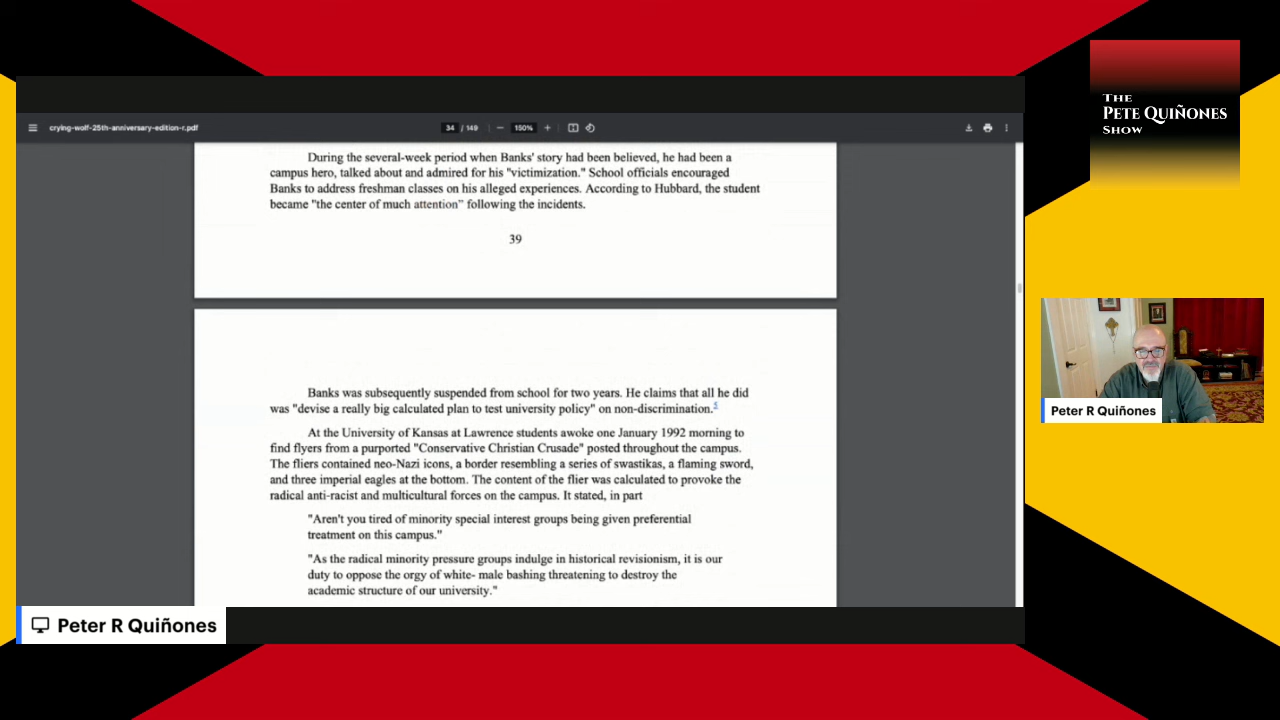 THE
PETE QUIÑONES
SHOW
crying-wolf-25th-anniversary-edition-r.pdf
34 / 149
150%
During the several-week period when Banks' story had been believed, he had been a
campus hero, talked about and admired for his "victimization." School officials encouraged
Banks to address freshman classes on his alleged experiences. According to Hubbard, the student
became "the center of much attention" following the incidents.
39
Banks was subsequently suspended from school for two years. He claims that all he did
was "devise a really big calculated plan to test university policy" on non-discrimination.
At the University of Kansas at Lawrence students awoke one January 1992 morning to
find flyers from a purported "Conservative Christian Crusade" posted throughout the campus.
The fliers contained neo-Nazi icons, a border resembling a series of swastikas, a flaming sword,
and three imperial eagles at the bottom. The content of the flier was calculated to provoke the
radical anti-racist and multicultural forces on the campus. It stated, in part
"Aren't you tired of minority special interest groups being given preferential
treatment on this campus."
"As the radical minority pressure groups indulge in historical revisionism, it is our
duty to oppose the orgy of white- male bashing threatening to destroy the
academic structure of our university."
Peter R Quiñones
Peter R Quiñones